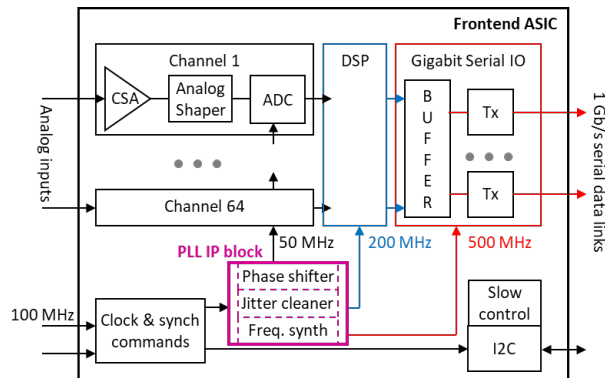 Frontend ASIC
Channel 1
DSP
Gigabit Serial IO
CSA
Analog
Shaper
ADC
B
U
F
F
E
R
Tx
Analog inputs
1 Gb/s serial data links
Channel 64
Tx
50 MHz
200 MHz
500 MHz
PLL IP block
Phase shifter
Jitter cleaner
Freq. synth
100 MHz
Clock & synch
commands
Slow
control
I2C